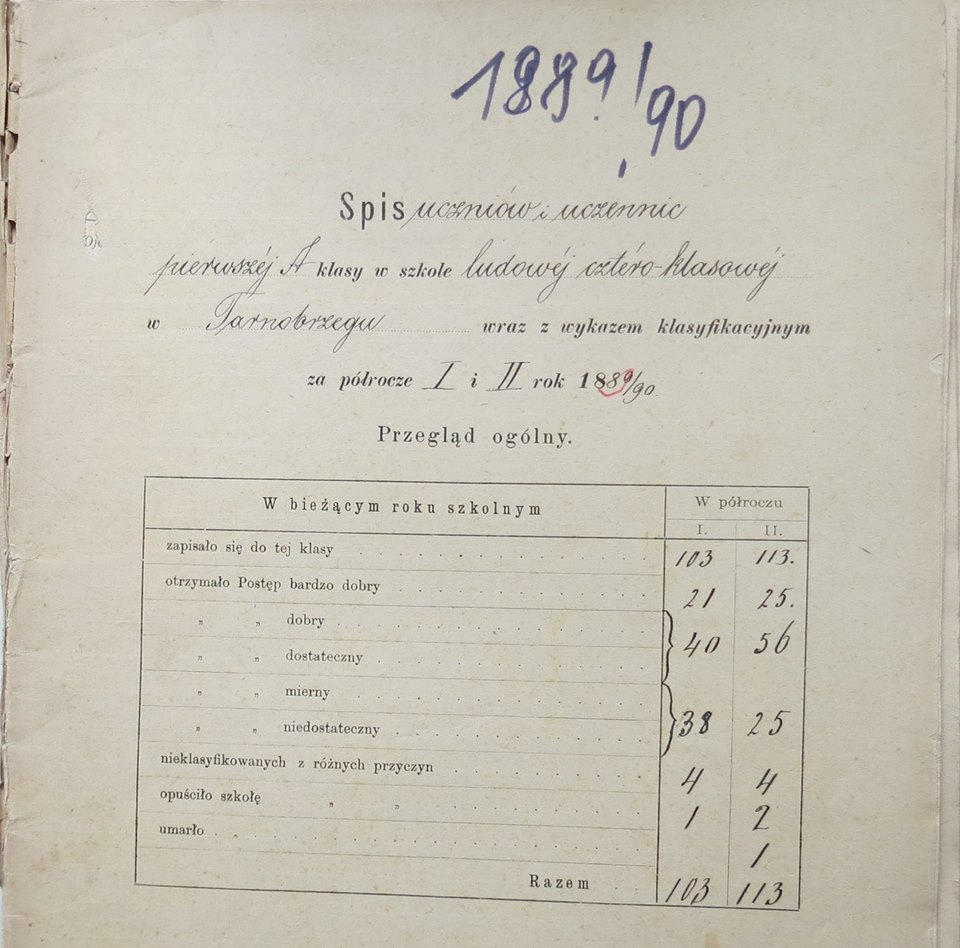 1889/90
Spis uczniów i uczennic
pierwszéj A klasy w szkole ludowéj cztéro-klasowéj
w Tarnobrzegu wraz z wykazem klasyfikacyjnym
za półrocze I i II rok 1889/90.
Przegląd ogólny.
W bieżącym roku szkolnym W półroczu
I. II.
zapisało się do tej klasy 103 113.
otrzymało Postęp bardzo dobry 21 25.
" " dobry
" " dostateczny } 40 56
" " mierny
" " niedostateczny } 38 25
nieklasyfikowanych z różnych przyczyn 4 4
opuściło szkołę " " 1 2
umarło 1
Razem 103 113